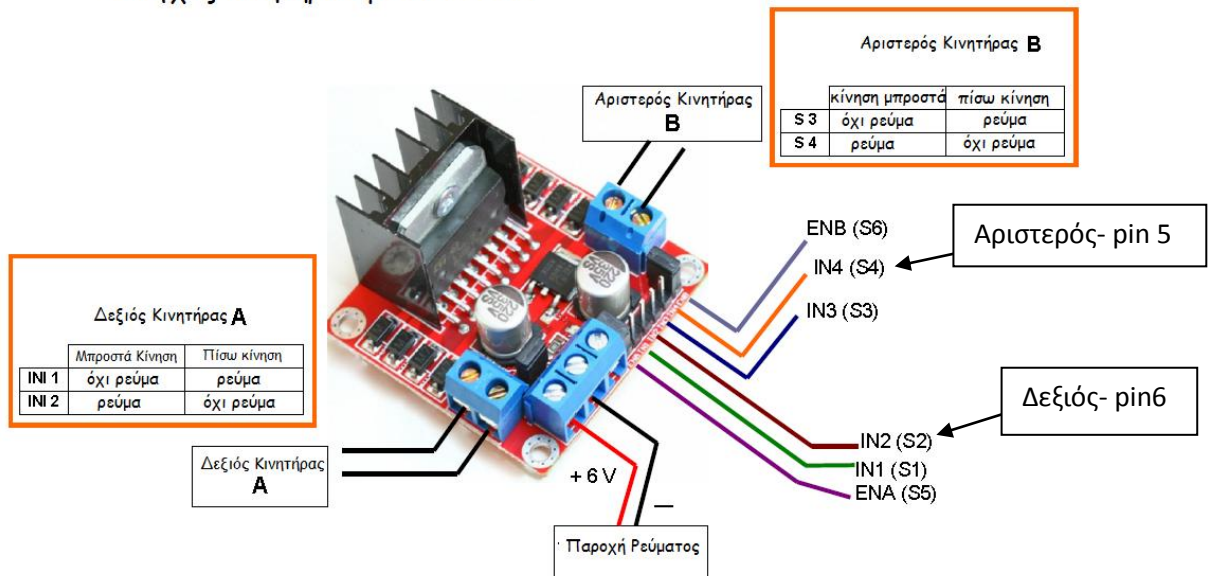 Αριστερός Κινητήρας B
κίνηση μπροστά πίσω κίνηση
S 3 όχι ρεύμα ρεύμα
S 4 ρεύμα όχι ρεύμα
Αριστερός Κινητήρας
B
ENB (S6)
IN4 (S4)
IN3 (S3)
Αριστερός- pin 5
Δεξιός Κινητήρας A
Μπροστά Κίνηση Πίσω κίνηση
INI 1 όχι ρεύμα ρεύμα
INI 2 ρεύμα όχι ρεύμα
Δεξιός- pin6
IN2 (S2)
IN1 (S1)
ENA (S5)
Δεξιός Κινητήρας
A
+ 6 V
—
Παροχή Ρεύματος